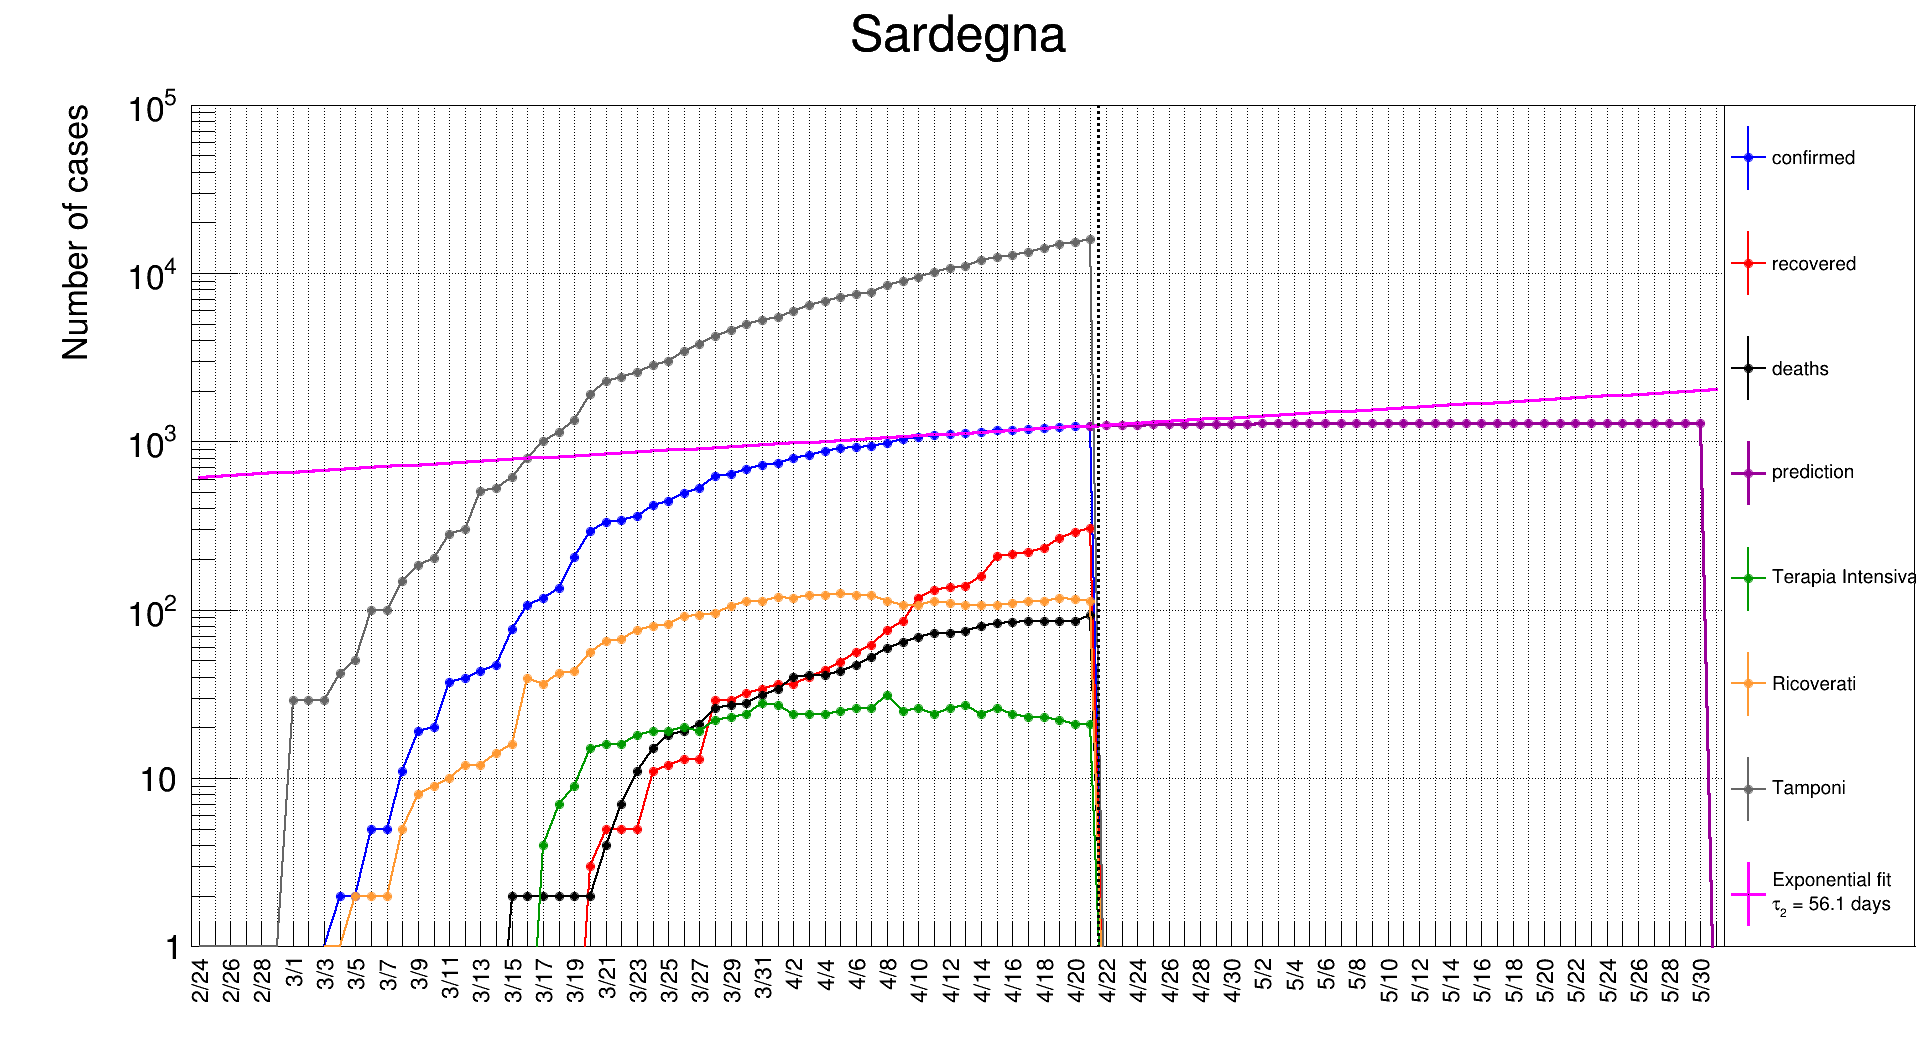 Sardegna
Number of cases
10^5
10^4
10^3
10^2
10
1
2/24 2/26 2/28 3/1 3/3 3/5 3/7 3/9 3/11 3/13 3/15 3/17 3/19 3/21 3/23 3/25 3/27 3/29 3/31 4/2 4/4 4/6 4/8 4/10 4/12 4/14 4/16 4/18 4/20 4/22 4/24 4/26 4/28 4/30 5/2 5/4 5/6 5/8 5/10 5/12 5/14 5/16 5/18 5/20 5/22 5/24 5/26 5/28 5/30
confirmed
recovered
deaths
prediction
Terapia Intensiva
Ricoverati
Tamponi
Exponential fit
τ_2 = 56.1 days